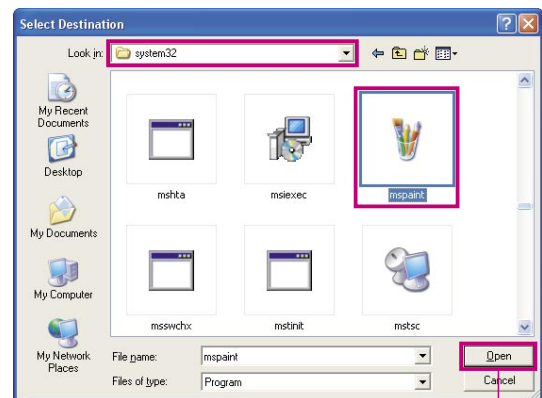 Select Destination
Look in: system32
My Recent
Documents
Desktop
My Documents
My Computer
My Network
Places
mshta msiexec mspaint
msswchx mstinit mstsc
File name: mspaint Open
Files of type: Program Cancel